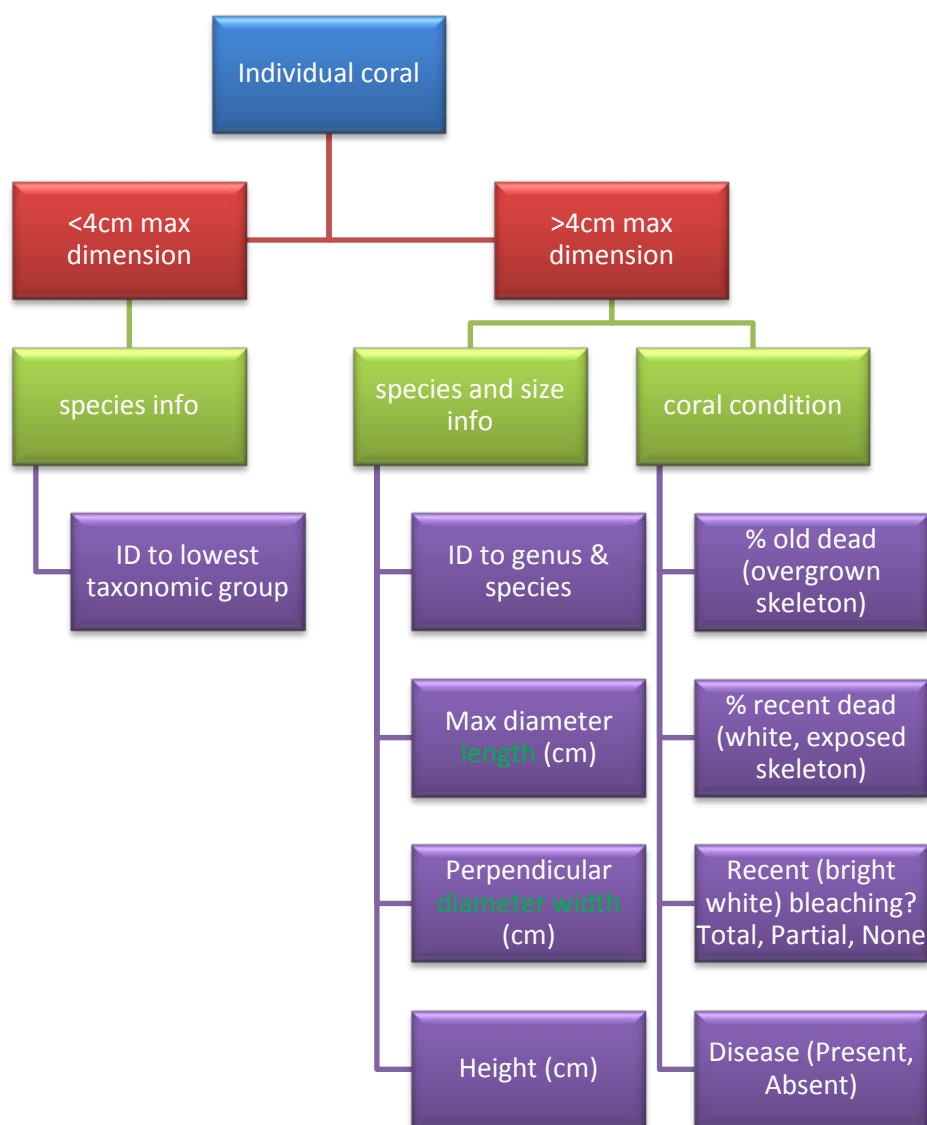 Individual coral
<4cm max
dimension
>4cm max
dimension
species info
species and size
info
coral condition
ID to lowest
taxonomic group
ID to genus &
species
% old dead
(overgrown
skeleton)
Max diameter
length (cm)
% recent dead
(white, exposed
skeleton)
Perpendicular
diameter width
(cm)
Recent (bright
white) bleaching?
Total, Partial, None
Height (cm)
Disease (Present,
Absent)